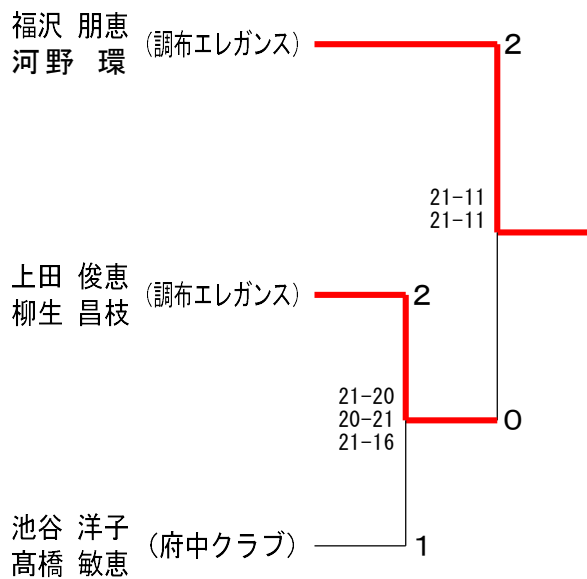 福沢 朋恵
河野 環
(調布エレガンス)
2
21-11
21-11
上田 俊恵
柳生 昌枝
(調布エレガンス)
2
21-20
20-21
21-16
0
池谷 洋子
髙橋 敏恵
(府中クラブ)
1